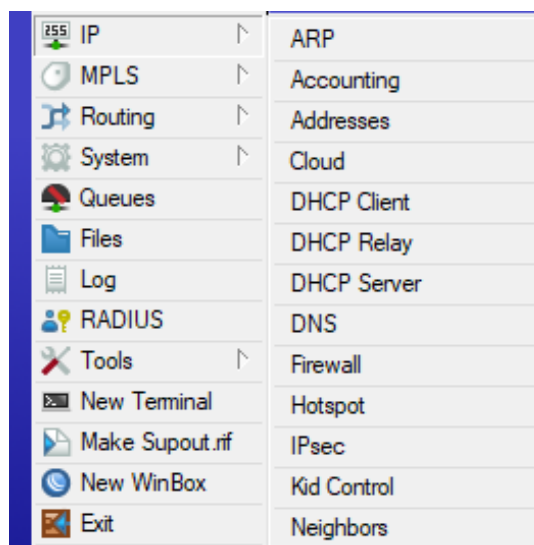 255
IP
MPLS
Routing
System
Queues
Files
Log
RADIUS
Tools
New Terminal
Make Supout.rif
New WinBox
Exit
ARP
Accounting
Addresses
Cloud
DHCP Client
DHCP Relay
DHCP Server
DNS
Firewall
Hotspot
IPsec
Kid Control
Neighbors